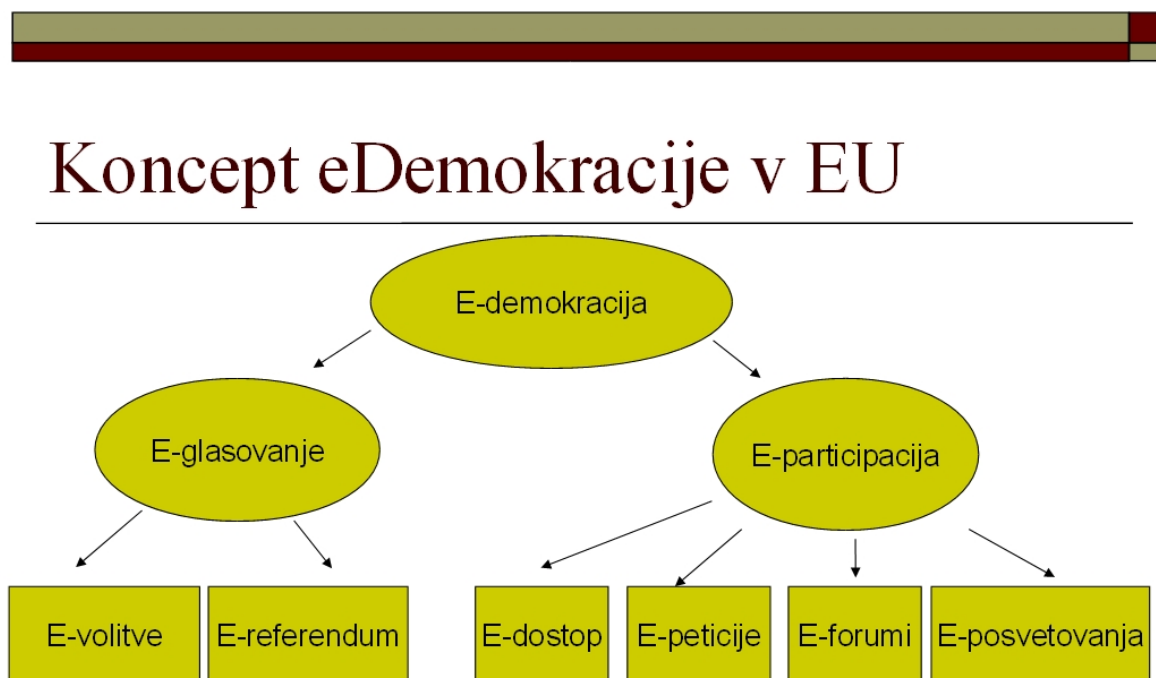 Koncept eDemokracije v EU
E-demokracija
E-glasovanje
E-participacija
E-volitve
E-referendum
E-dostop
E-peticije
E-forumi
E-posvetovanja